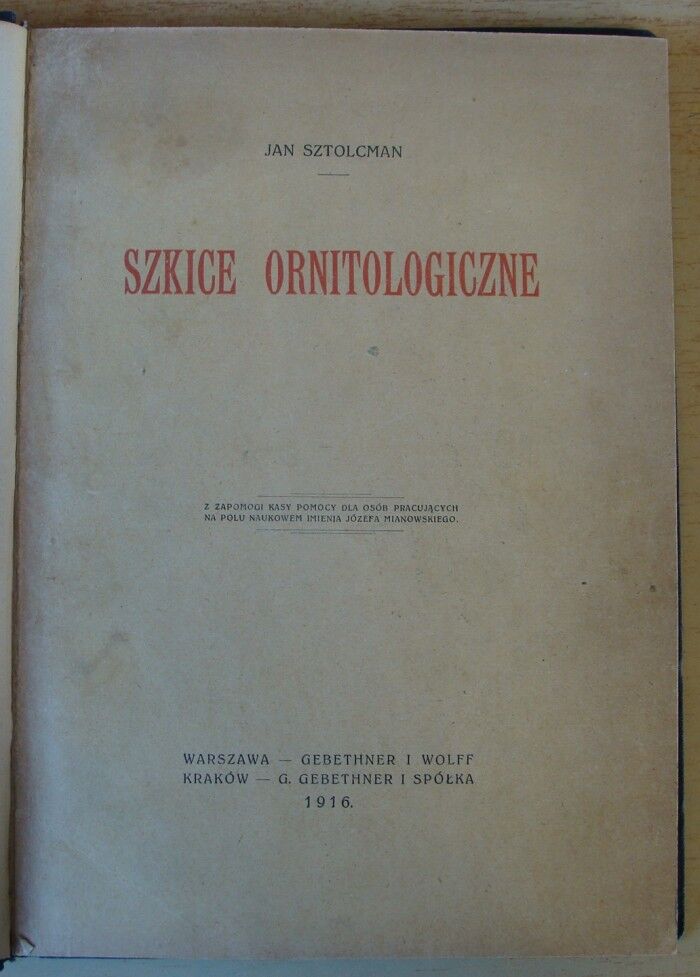 JAN SZTOLCMAN
SZKICE ORNITOLOGICZNE
Z ZAPOMOGI KASY POMOCY DLA OSÓB PRACUJĄCYCH
NA POLU NAUKOWEM IMIENIA JÓZEFA MIANOWSKIEGO.
WARSZAWA — GEBETHNER I WOLFF
KRAKÓW — G. GEBETHNER I SPÓŁKA
1916.